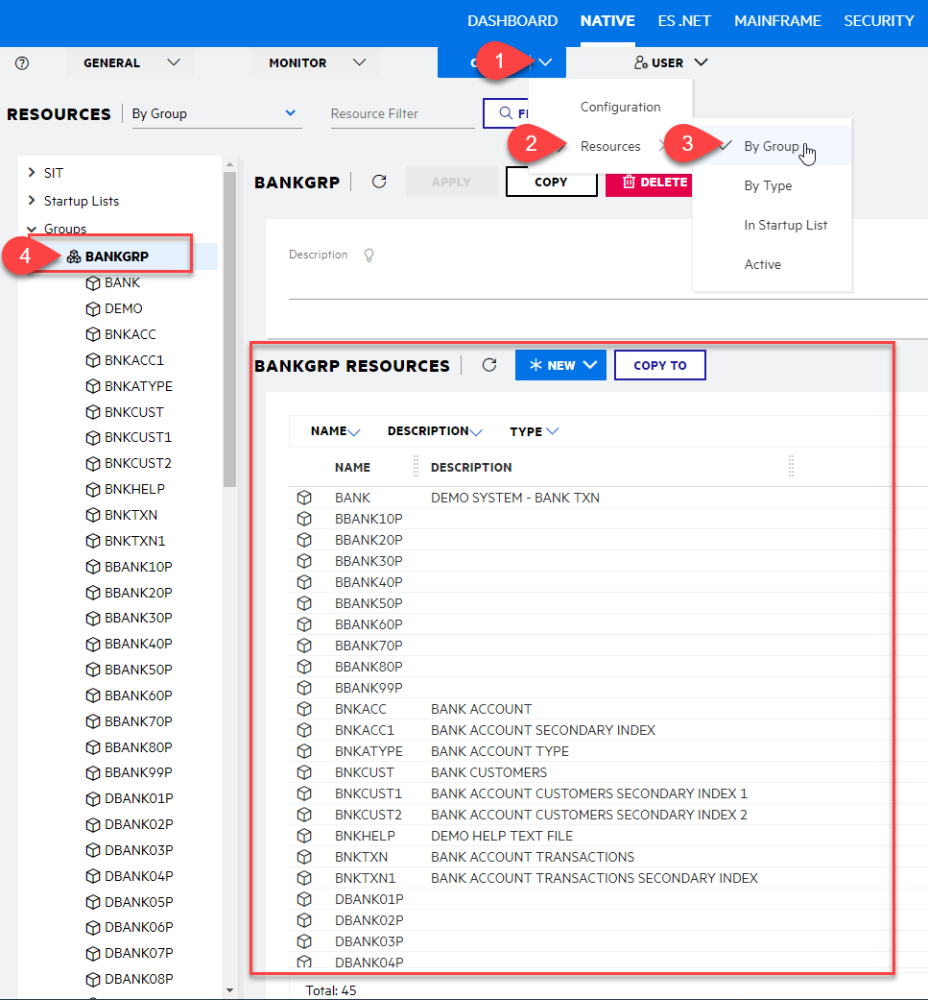 DASHBOARD NATIVE ES .NET MAINFRAME SECURITY
GENERAL MONITOR 1 USER
RESOURCES By Group Resource Filter
Configuration
2 Resources 3 By Group
By Type
In Startup List
Active
SIT
Startup Lists
Groups
4 BANKGRP
BANK
DEMO
BNKACC
BNKACC1
BNKATYPE
BNKCUST
BNKCUST1
BNKCUST2
BNKHELP
BNKTXN
BNKTXN1
BBANK10P
BBANK20P
BBANK30P
BBANK40P
BBANK50P
BBANK60P
BBANK70P
BBANK80P
BBANK99P
DBANK01P
DBANK02P
DBANK03P
DBANK04P
DBANK05P
DBANK06P
DBANK07P
DBANK08P
BANKGRP APPLY COPY DELETE
Description
BANKGRP RESOURCES NEW COPY TO
NAME DESCRIPTION TYPE
NAME DESCRIPTION
BANK DEMO SYSTEM - BANK TXN
BBANK10P
BBANK20P
BBANK30P
BBANK40P
BBANK50P
BBANK60P
BBANK70P
BBANK80P
BBANK99P
BNKACC BANK ACCOUNT
BNKACC1 BANK ACCOUNT SECONDARY INDEX
BNKATYPE BANK ACCOUNT TYPE
BNKCUST BANK CUSTOMERS
BNKCUST1 BANK ACCOUNT CUSTOMERS SECONDARY INDEX 1
BNKCUST2 BANK ACCOUNT CUSTOMERS SECONDARY INDEX 2
BNKHELP DEMO HELP TEXT FILE
BNKTXN BANK ACCOUNT TRANSACTIONS
BNKTXN1 BANK ACCOUNT TRANSACTIONS SECONDARY INDEX
DBANK01P
DBANK02P
DBANK03P
DBANK04P
Total: 45